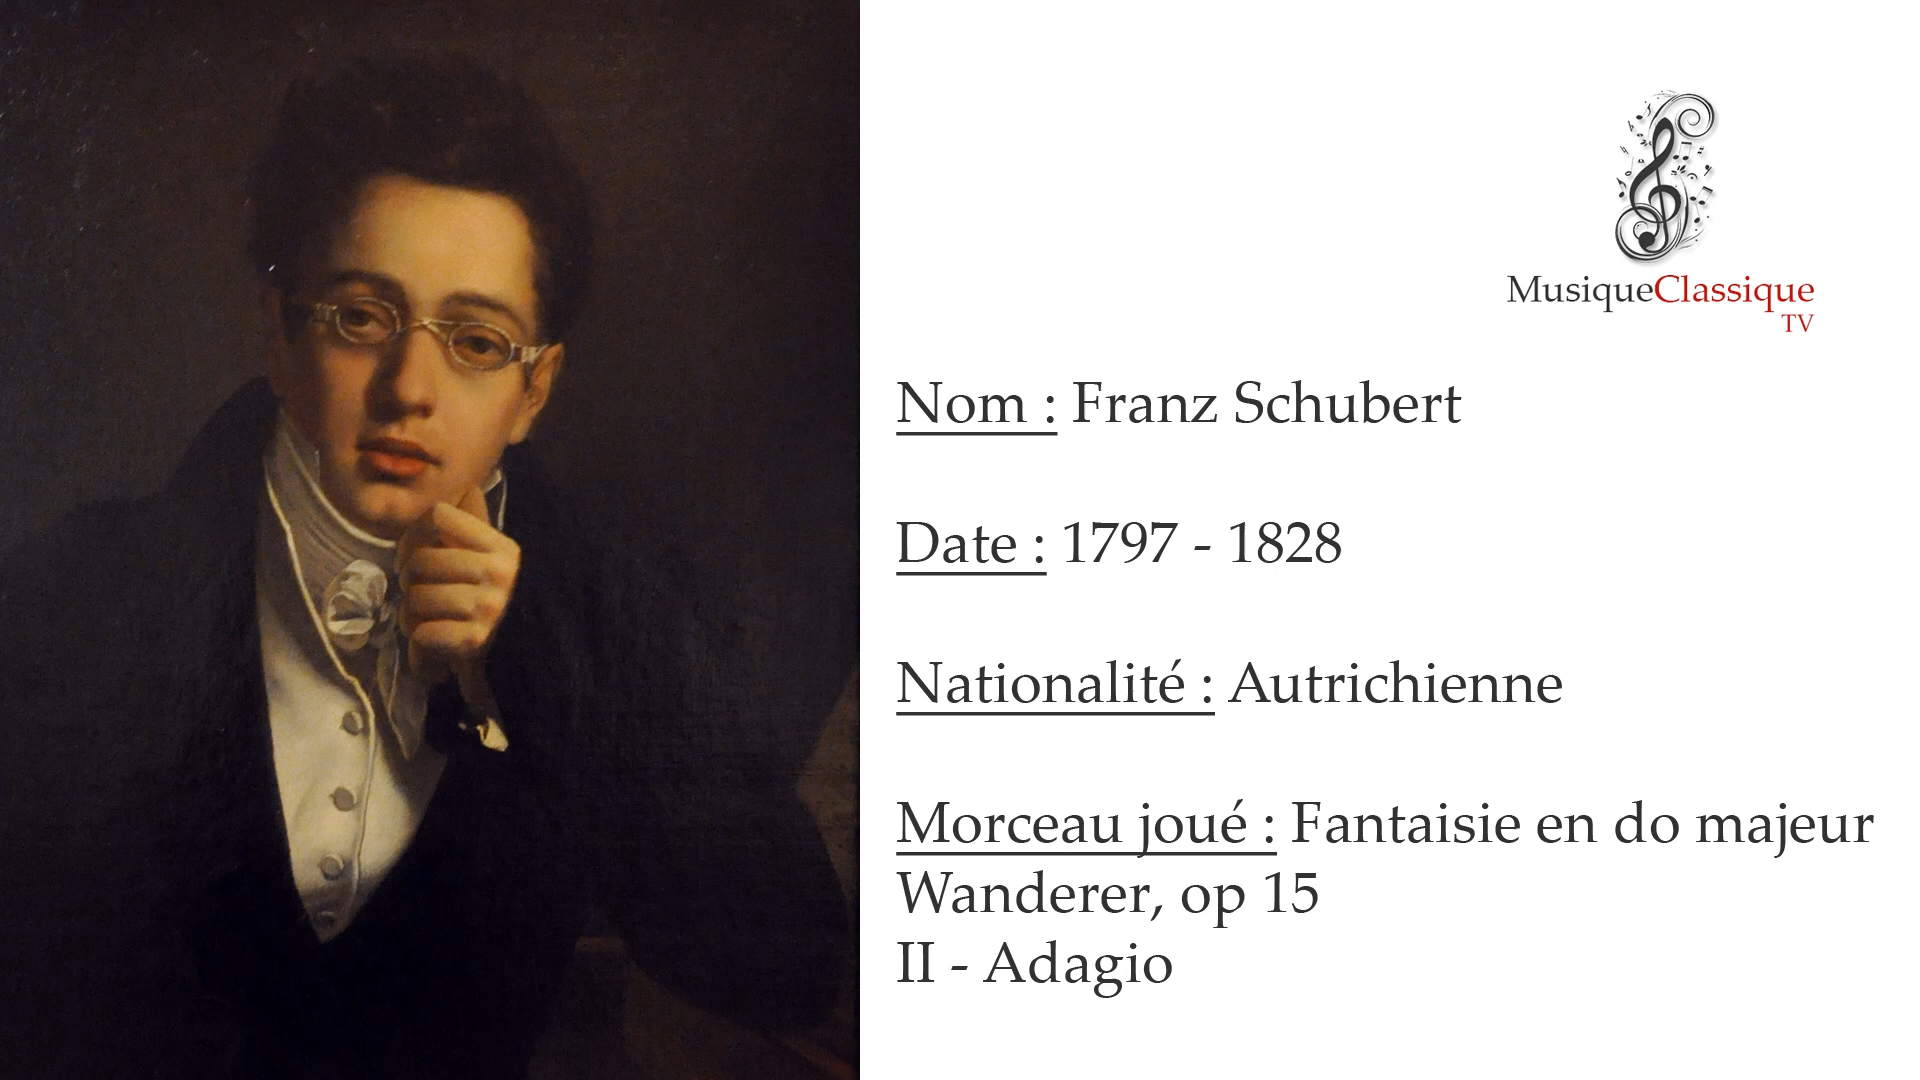 MusiqueClassique
TV
Nom : Franz Schubert
Date : 1797 - 1828
Nationalité : Autrichienne
Morceau joué : Fantaisie en do majeur
Wanderer, op 15
II - Adagio